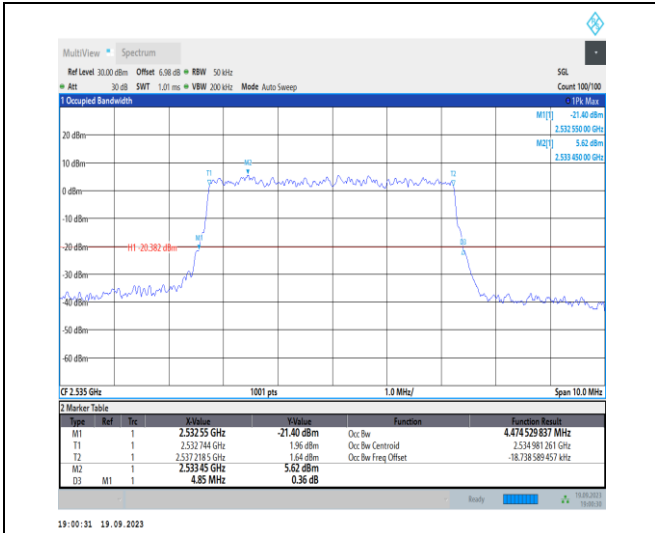 MultiView Spectrum
Ref Level 30.00 dBm Offset 6.98 dB RBW 50 kHz SGL
Att 30 dB SWT 1.01 ms VBW 200 kHz Mode Auto Sweep Count 100/100
1 Occupied Bandwidth 1Pk Max
M1[1] -21.40 dBm
2.532 550 00 GHz
M2[1] 5.62 dBm
2.533 450 00 GHz
20 dBm
10 dBm
M2
T1 T2
0 dBm
-10 dBm
M1 D3
-20 dBm H1 -20.382 dBm
-30 dBm
-40 dBm
-50 dBm
-60 dBm
CF 2.535 GHz 1001 pts 1.0 MHz/ Span 10.0 MHz
2 Marker Table
Type Ref Trc X-Value Y-Value Function Function Result
M1 1 2.532 55 GHz -21.40 dBm Occ Bw 4.474 529 837 MHz
T1 1 2.532 744 GHz 1.96 dBm Occ Bw Centroid 2.534 981 261 GHz
T2 1 2.537 218 5 GHz 1.64 dBm Occ Bw Freq Offset -18.738 589 457 kHz
M2 1 2.533 45 GHz 5.62 dBm
D3 M1 1 4.85 MHz 0.36 dB
Ready 19.09.2023
19:00:30
19:00:31 19.09.2023